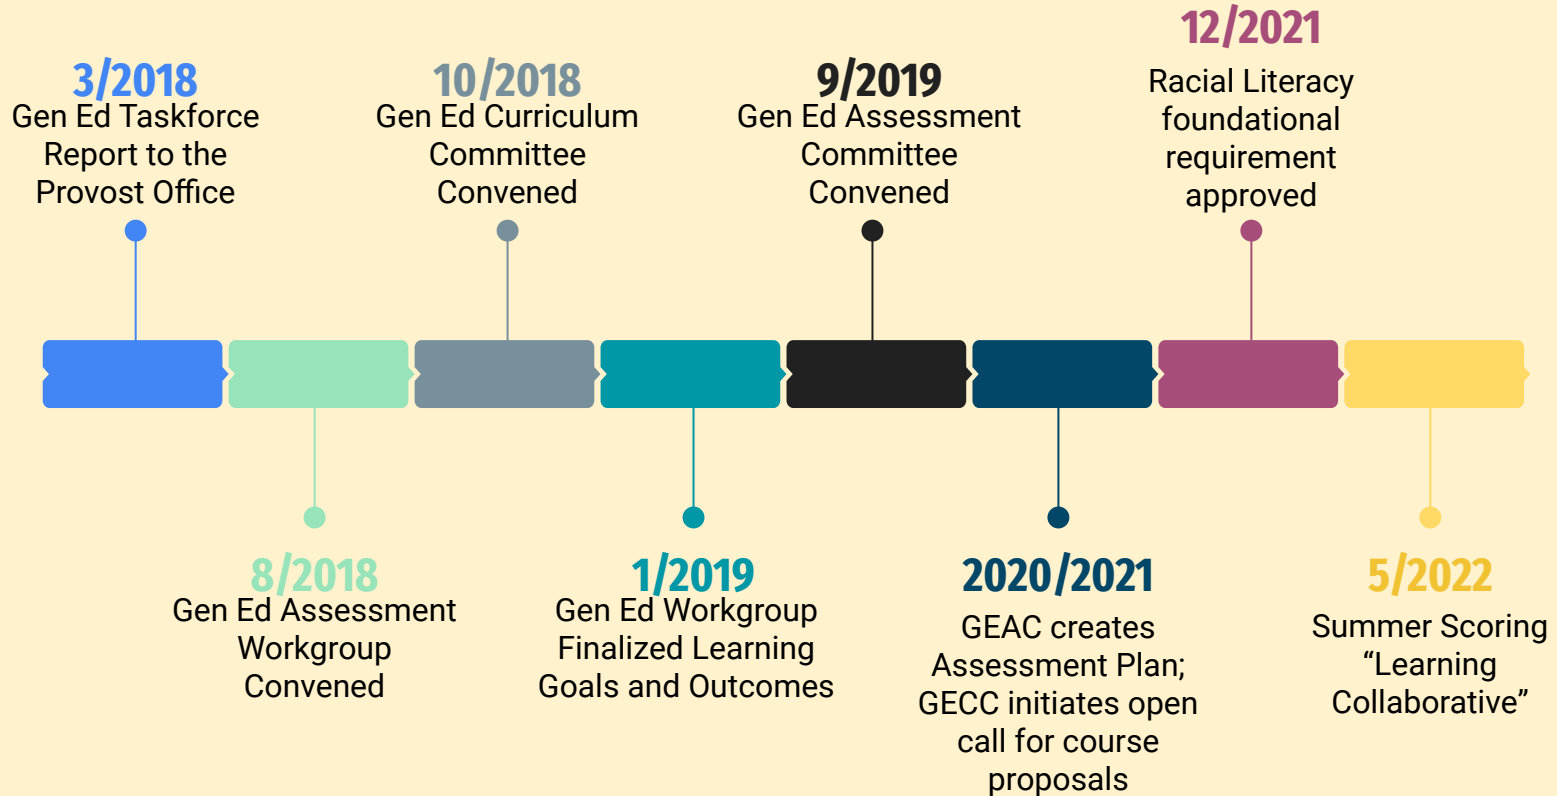 3/2018
Gen Ed Taskforce
Report to the
Provost Office
8/2018
Gen Ed Assessment
Workgroup
Convened
10/2018
Gen Ed Curriculum
Committee
Convened
1/2019
Gen Ed Workgroup
Finalized Learning
Goals and Outcomes
9/2019
Gen Ed Assessment
Committee
Convened
2020/2021
GEAC creates
Assessment Plan;
GECC initiates open
call for course
proposals
12/2021
Racial Literacy
foundational
requirement
approved
5/2022
Summer Scoring
“Learning
Collaborative”